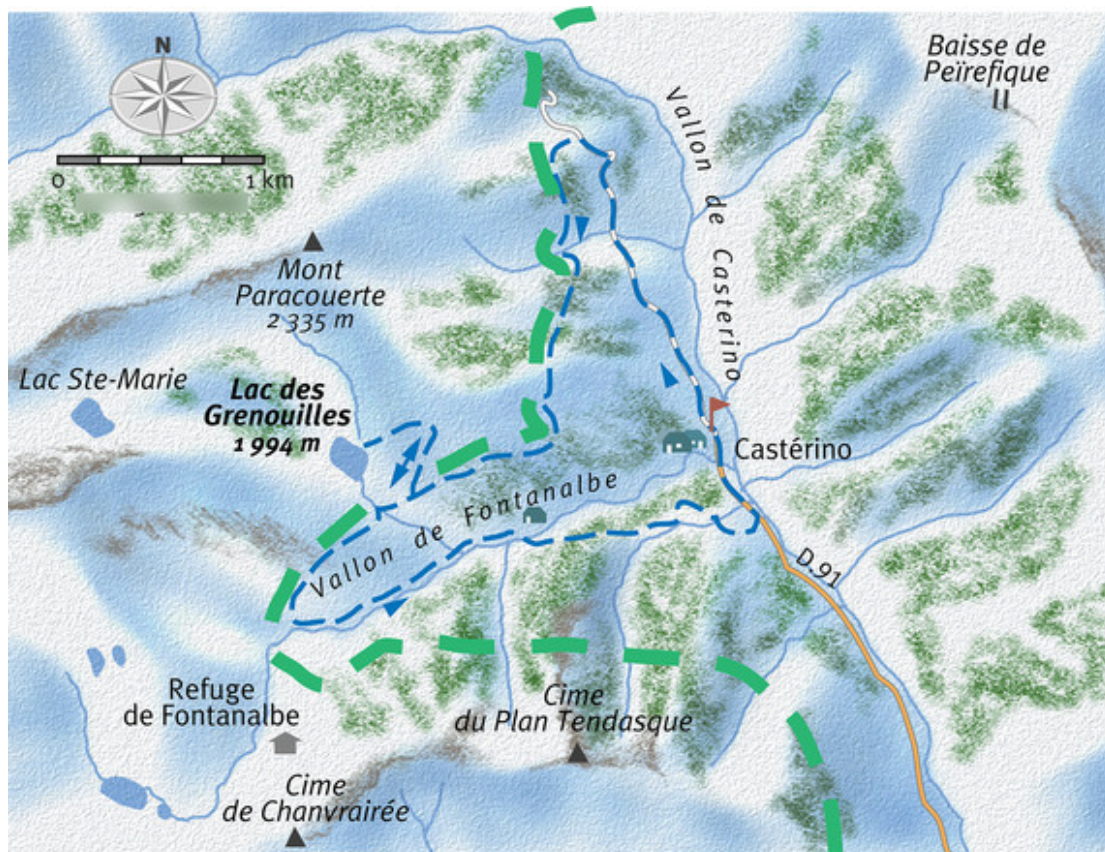 N
0
1 km
Baisse de
Peïrefique
Vallon de Casterino
Mont
Paracouerte
2 335 m
Lac Ste-Marie
Lac des
Grenouilles
1 994 m
Castérino
Vallon de Fontanalbe
D.91
Refuge
de Fontanalbe
Cime
du Plan Tendasque
Cime
de Chanvrairée